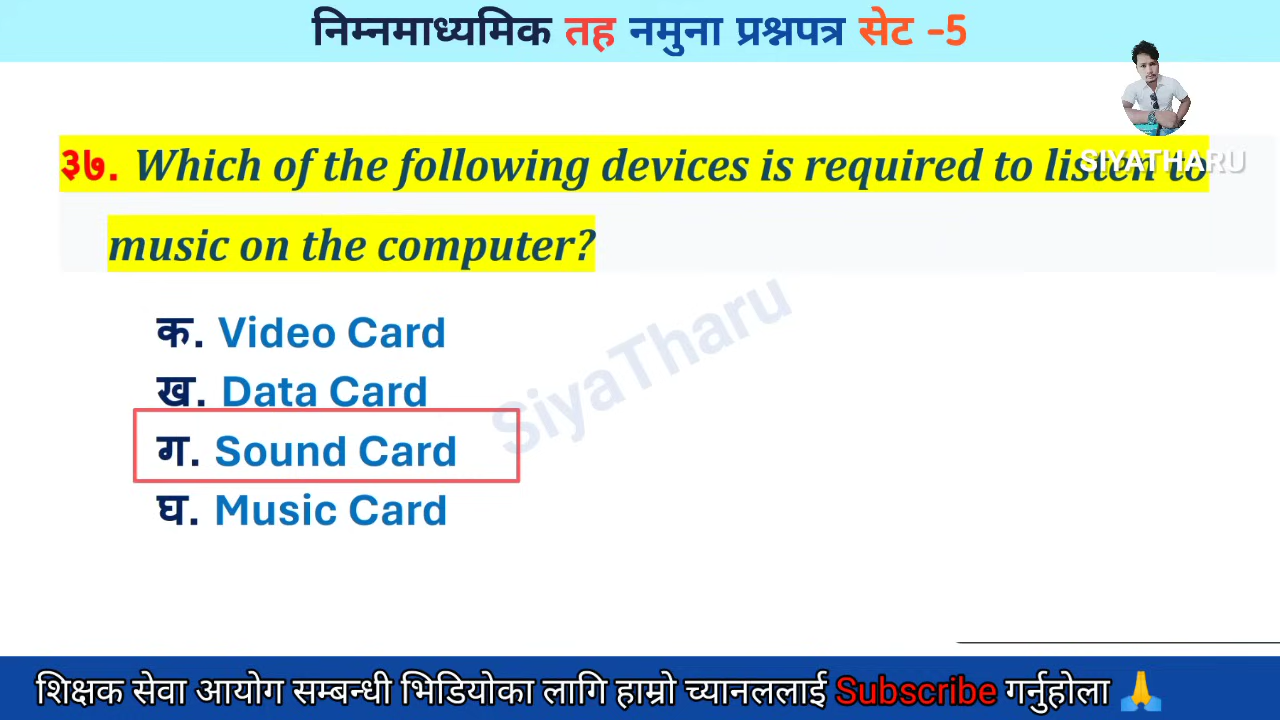 निम्नमाध्यमिक तह नमुना प्रश्नपत्र सेट -5
३७. Which of the following devices is required to listen to
SIYATHARU
music on the computer?
क. Video Card
ख. Data Card
ग. Sound Card
घ. Music Card
SiyaTharu
शिक्षक सेवा आयोग सम्बन्धी भिडियोका लागि हाम्रो च्यानललाई Subscribe गर्नुहोला 🙏